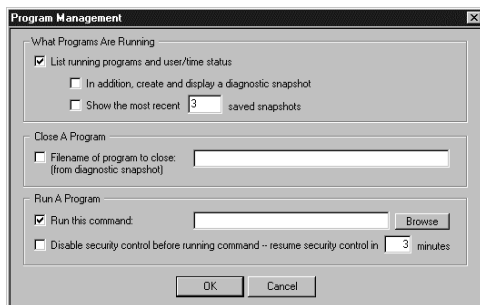 Program Management
What Programs Are Running
List running programs and user/time status
In addition, create and display a diagnostic snapshot
Show the most recent 3 saved snapshots
Close A Program
Filename of program to close:
(from diagnostic snapshot)
Run A Program
Run this command: Browse
Disable security control before running command -- resume security control in 3 minutes
OK Cancel